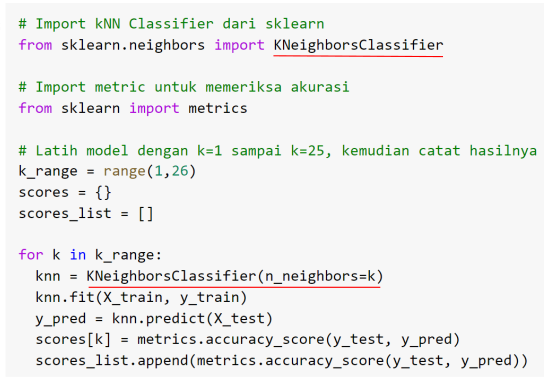 # Import kNN Classifier dari sklearn
from sklearn.neighbors import KNeighborsClassifier
# Import metric untuk memeriksa akurasi
from sklearn import metrics
# Latih model dengan k=1 sampai k=25, kemudian catat hasilnya
k_range = range(1,26)
scores = {}
scores_list = []
for k in k_range:
  knn = KNeighborsClassifier(n_neighbors=k)
  knn.fit(X_train, y_train)
  y_pred = knn.predict(X_test)
  scores[k] = metrics.accuracy_score(y_test, y_pred)
  scores_list.append(metrics.accuracy_score(y_test, y_pred))